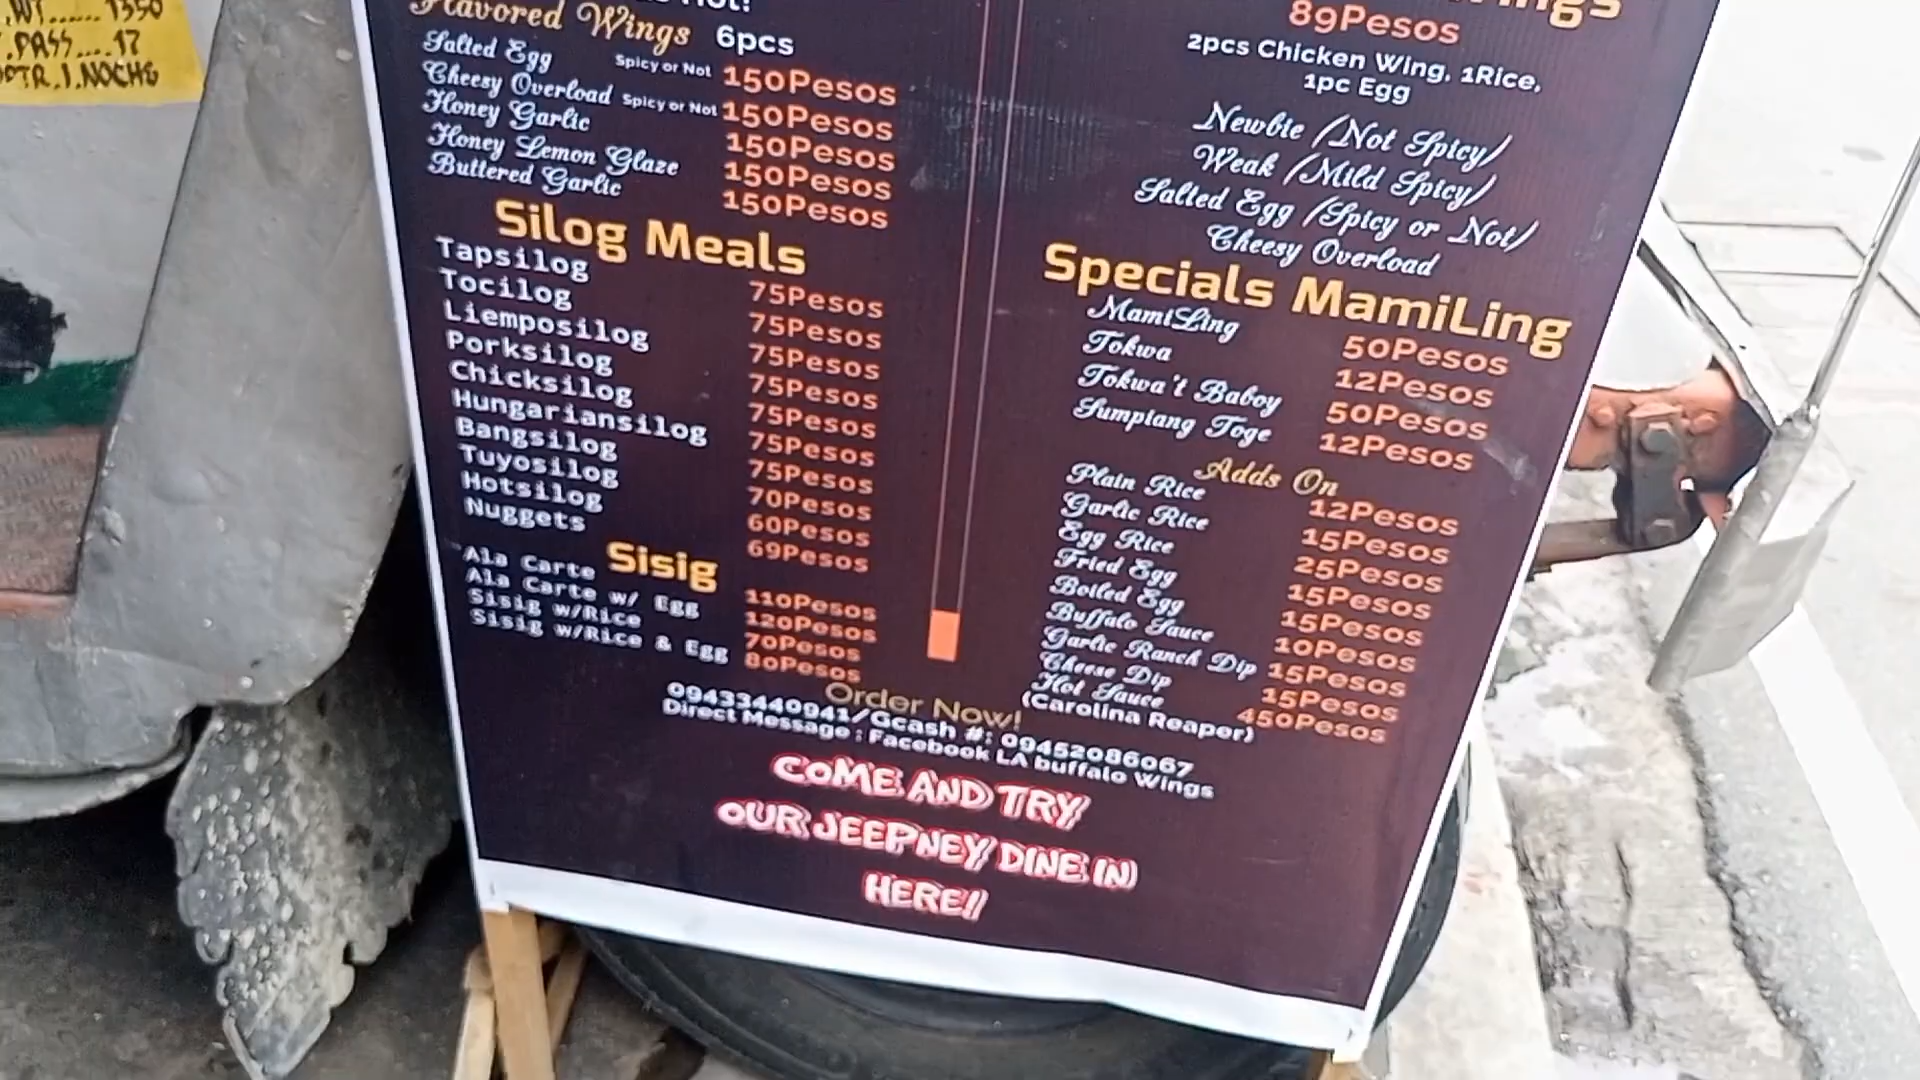 1350
.PASS....17
Flavored Wings 6pcs
Salted Egg Spicy or Not 150Pesos
Cheesy Overload Spicy or Not 150Pesos
Honey Garlic 150Pesos
Honey Lemon Glaze 150Pesos
Buttered Garlic 150Pesos
Silog Meals
Tapsilog 75Pesos
Tocilog 75Pesos
Liemposilog 75Pesos
Porksilog 75Pesos
Chicksilog 75Pesos
Hungariansilog 75Pesos
Bangsilog 75Pesos
Tuyosilog 70Pesos
Hotsilog 60Pesos
Nuggets 69Pesos
Sisig
Ala Carte 110Pesos
Ala Carte w/ Egg 120Pesos
Sisig w/Rice 70Pesos
Sisig w/Rice & Egg 80Pesos
89Pesos
2pcs Chicken Wing, 1Rice,
1pc Egg
Newbie (Not Spicy)
Weak (Mild Spicy)
Salted Egg (Spicy or Not)
Cheesy Overload
Specials MamiLing
MamiLing 50Pesos
Tokwa 12Pesos
Tokwa't Baboy 50Pesos
Sumpiang Toge 12Pesos
Adds On
Plain Rice 12Pesos
Garlic Rice 15Pesos
Egg Rice 25Pesos
Fried Egg 15Pesos
Boiled Egg 15Pesos
Buffalo Sauce 10Pesos
Garlic Ranch Dip 15Pesos
Cheese Dip 15Pesos
Hot Sauce 450Pesos
(Carolina Reaper)
Order Now!
09433440941/Gcash #: 09452086067
Direct Message : Facebook LA buffalo Wings
COME AND TRY
OUR JEEPNEY DINE IN
HERE!!